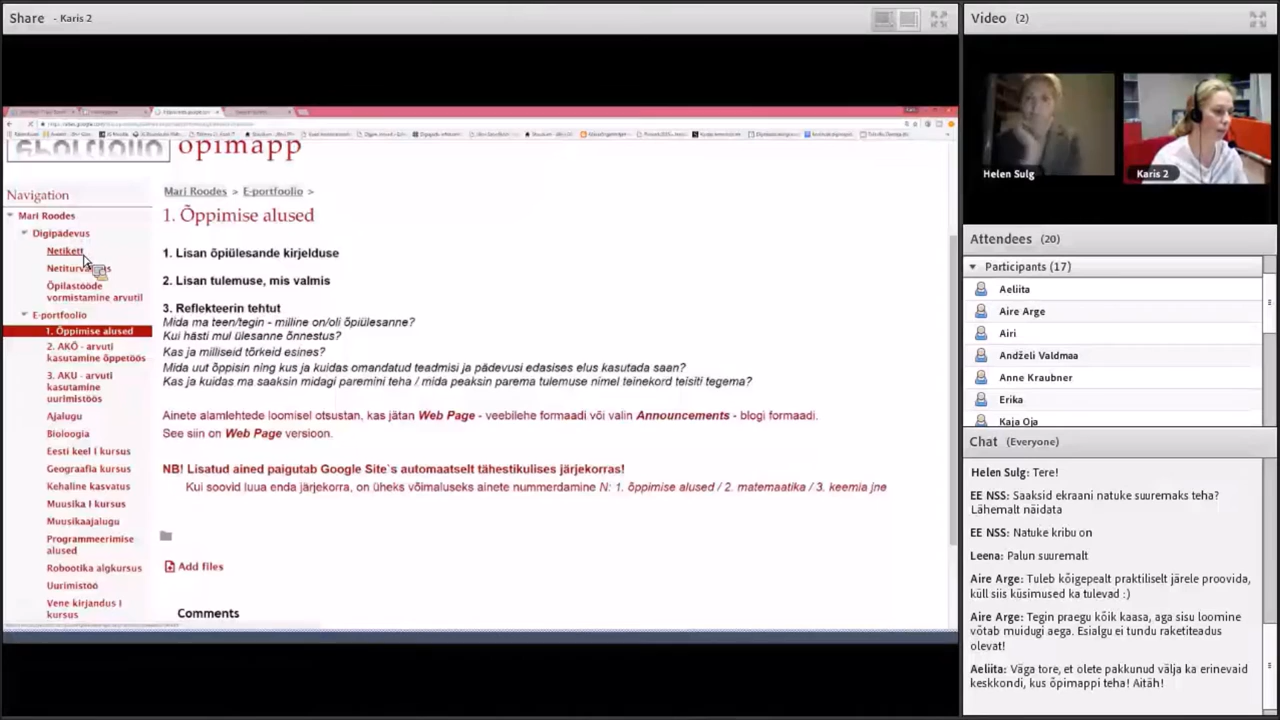 Share - Karis 2
õpimapp
Navigation
Mari Roodes
Digipädevus
Netikett
Õpilastööde
vormistamine arvutil
E-portfoolio
1. Õppimise alused
2. AKÕ - arvuti
kasutamine õppetöös
3. AKU - arvuti
kasutamine
uurimistöös
Ajalugu
Bioloogia
Eesti keel I kursus
Geograafia kursus
Kehaline kasvatus
Muusika I kursus
Muusikaajalugu
Programmeerimise
alused
Robootika algkursus
Uurimistöö
Vene kirjandus I
kursus
Mari Roodes > E-portfoolio >
1. Õppimise alused
1. Lisan õpiülesande kirjelduse
2. Lisan tulemuse, mis valmis
3. Reflekteerin tehtut
Mida ma teen/tegin - milline on/oli õpiülesanne?
Kui hästi mul ülesanne õnnestus?
Kas ja milliseid tõrkeid esines?
Mida uut õppisin ning kus ja kuidas omandatud teadmisi ja pädevusi edasises elus kasutada saan?
Kas ja kuidas ma saaksin midagi paremini teha / mida peaksin parema tulemuse nimel teinekord teisiti tegema?
Ainete alamlehtede loomisel otsustan, kas jätan Web Page - veebilehe formaadi või valin Announcements - blogi formaadi.
See siin on Web Page versioon.
NB! Lisatud ained paigutab Google Site`s automaatselt tähestikulises järjekorras!
Kui soovid luua enda järjekorra, on üheks võimaluseks ainete nummerdamine N: 1. õppimise alused / 2. matemaatika / 3. keemia jne
Add files
Comments
Video (2)
Helen Sulg
Karis 2
Attendees (20)
Participants (17)
Aeliita
Aire Arge
Airi
Andželi Valdmaa
Anne Kraubner
Erika
Kaja Oja
Chat (Everyone)
Helen Sulg: Tere!
EE NSS: Saaksid ekraani natuke suuremaks teha?
Lähemalt näidata
EE NSS: Natuke kribu on
Leena: Palun suuremalt
Aire Arge: Tuleb kõigepealt praktiliselt järele proovida,
küll siis küsimused ka tulevad :)
Aire Arge: Tegin praegu kõik kaasa, aga sisu loomine
võtab muidugi aega. Esialgu ei tundu raketiteadus
olevat!
Aeliita: Väga tore, et olete pakkunud välja ka erinevaid
keskkondi, kus õpimappi teha! Aitäh!